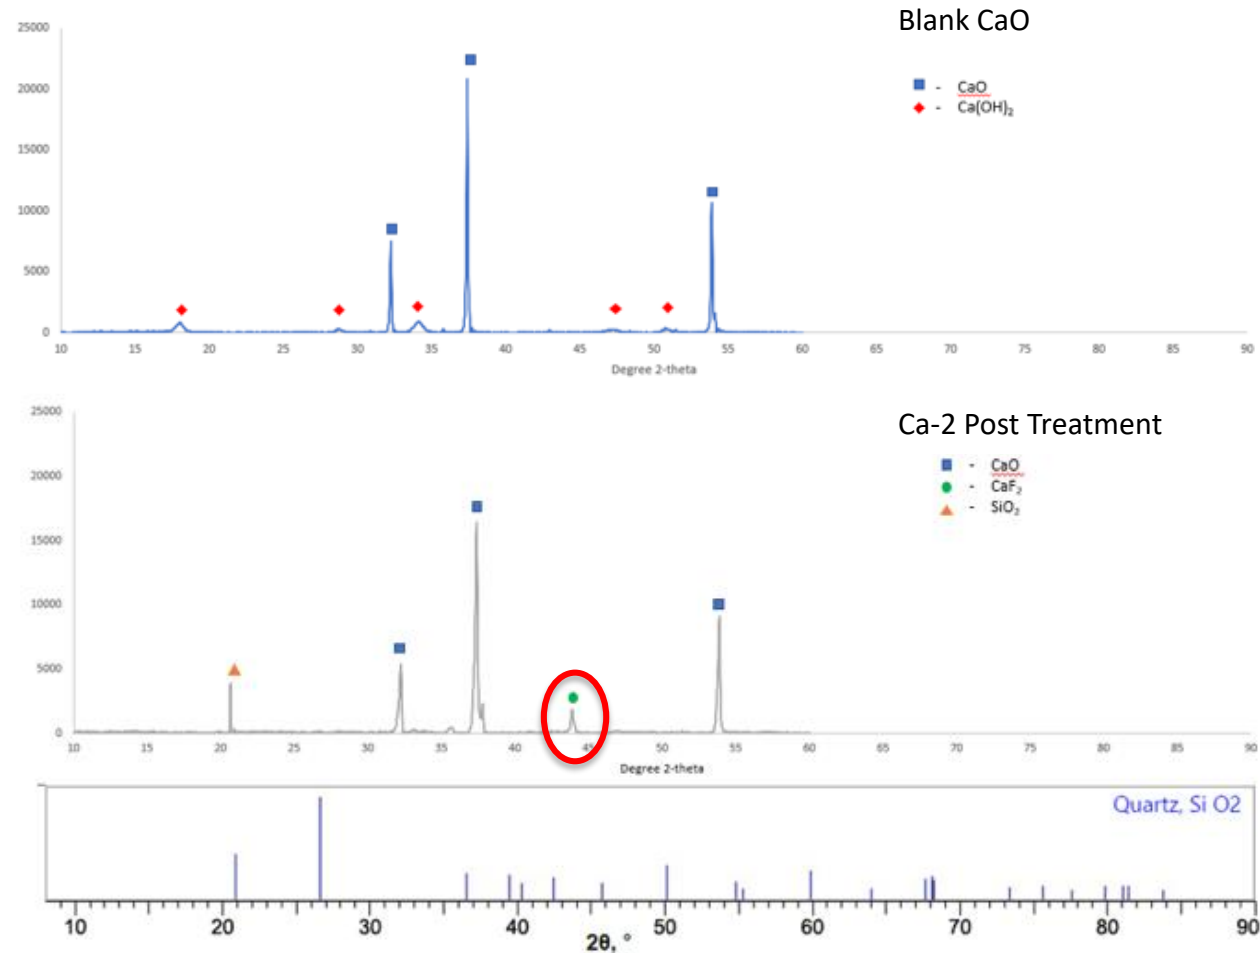 Blank CaO
■ - CaO
◆ - Ca(OH)₂
25000
20000
15000
10000
5000
0
10 15 20 25 30 35 40 45 50 55 60 65 70 75 80 85 90
Degree 2-theta
Ca-2 Post Treatment
■ - CaO
● - CaF₂
▲ - SiO₂
25000
20000
15000
10000
5000
0
10 15 20 25 30 35 40 45 50 55 60 65 70 75 80 85 90
Degree 2-theta
Quartz, Si O2
10 20 30 40 50 60 70 80 90
2θ, °